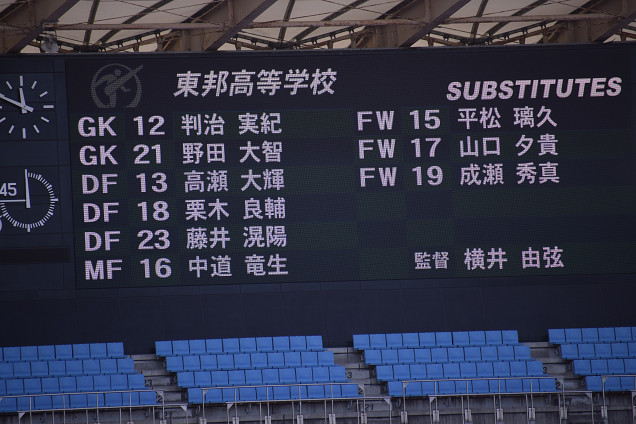 東邦高等学校
SUBSTITUTES
GK 12 判治 実紀
GK 21 野田 大智
DF 13 高瀬 大輝
DF 18 栗木 良輔
DF 23 藤井 滉陽
MF 16 中道 竜生
FW 15 平松 璃久
FW 17 山口 夕貴
FW 19 成瀬 秀真
監督 横井 由弦
45